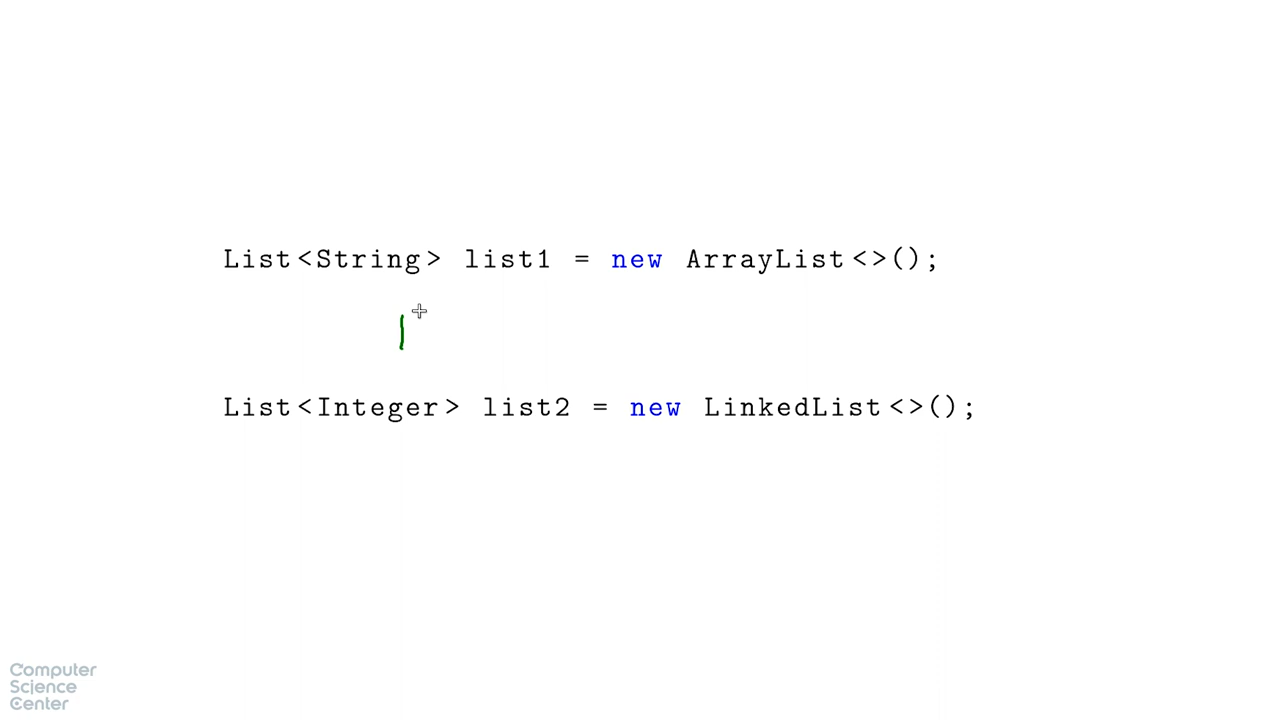 List<String> list1 = new ArrayList<>();
List<Integer> list2 = new LinkedList<>();
Computer
Science
Center